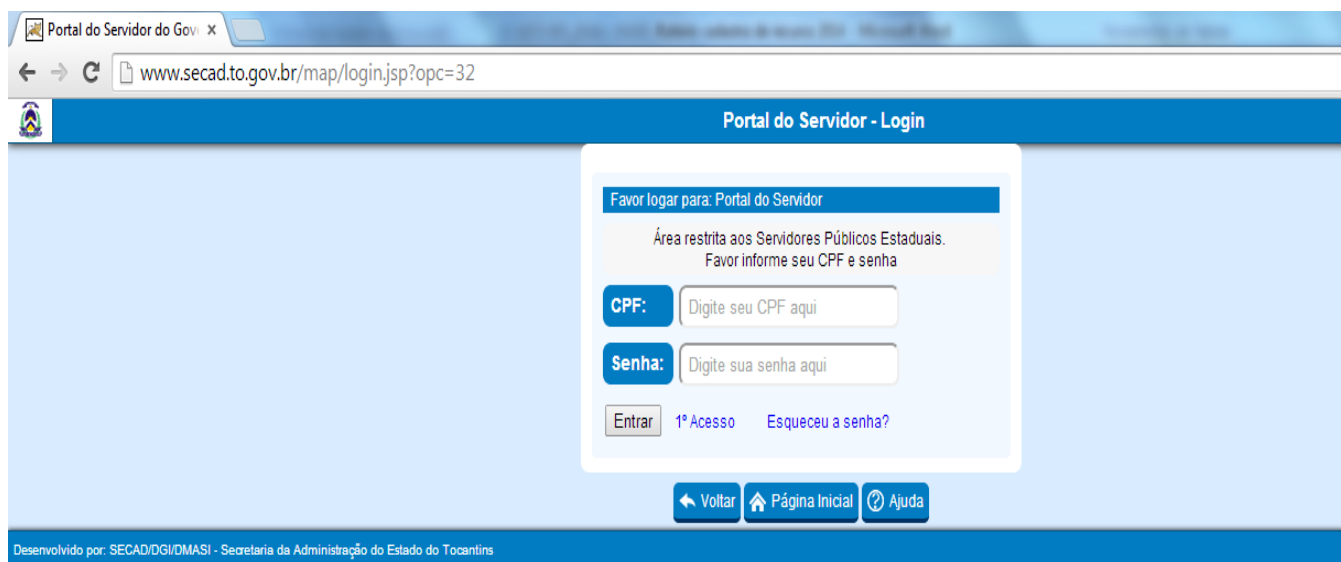 Portal do Servidor do Gov
www.secad.to.gov.br/map/login.jsp?opc=32
Portal do Servidor - Login
Favor logar para: Portal do Servidor
Área restrita aos Servidores Públicos Estaduais.
Favor informe seu CPF e senha
CPF: Digite seu CPF aqui
Senha: Digite sua senha aqui
Entrar 1º Acesso Esqueceu a senha?
Voltar Página Inicial Ajuda
Desenvolvido por: SECAD/DGI/DMASI - Secretaria da Administração do Estado do Tocantins